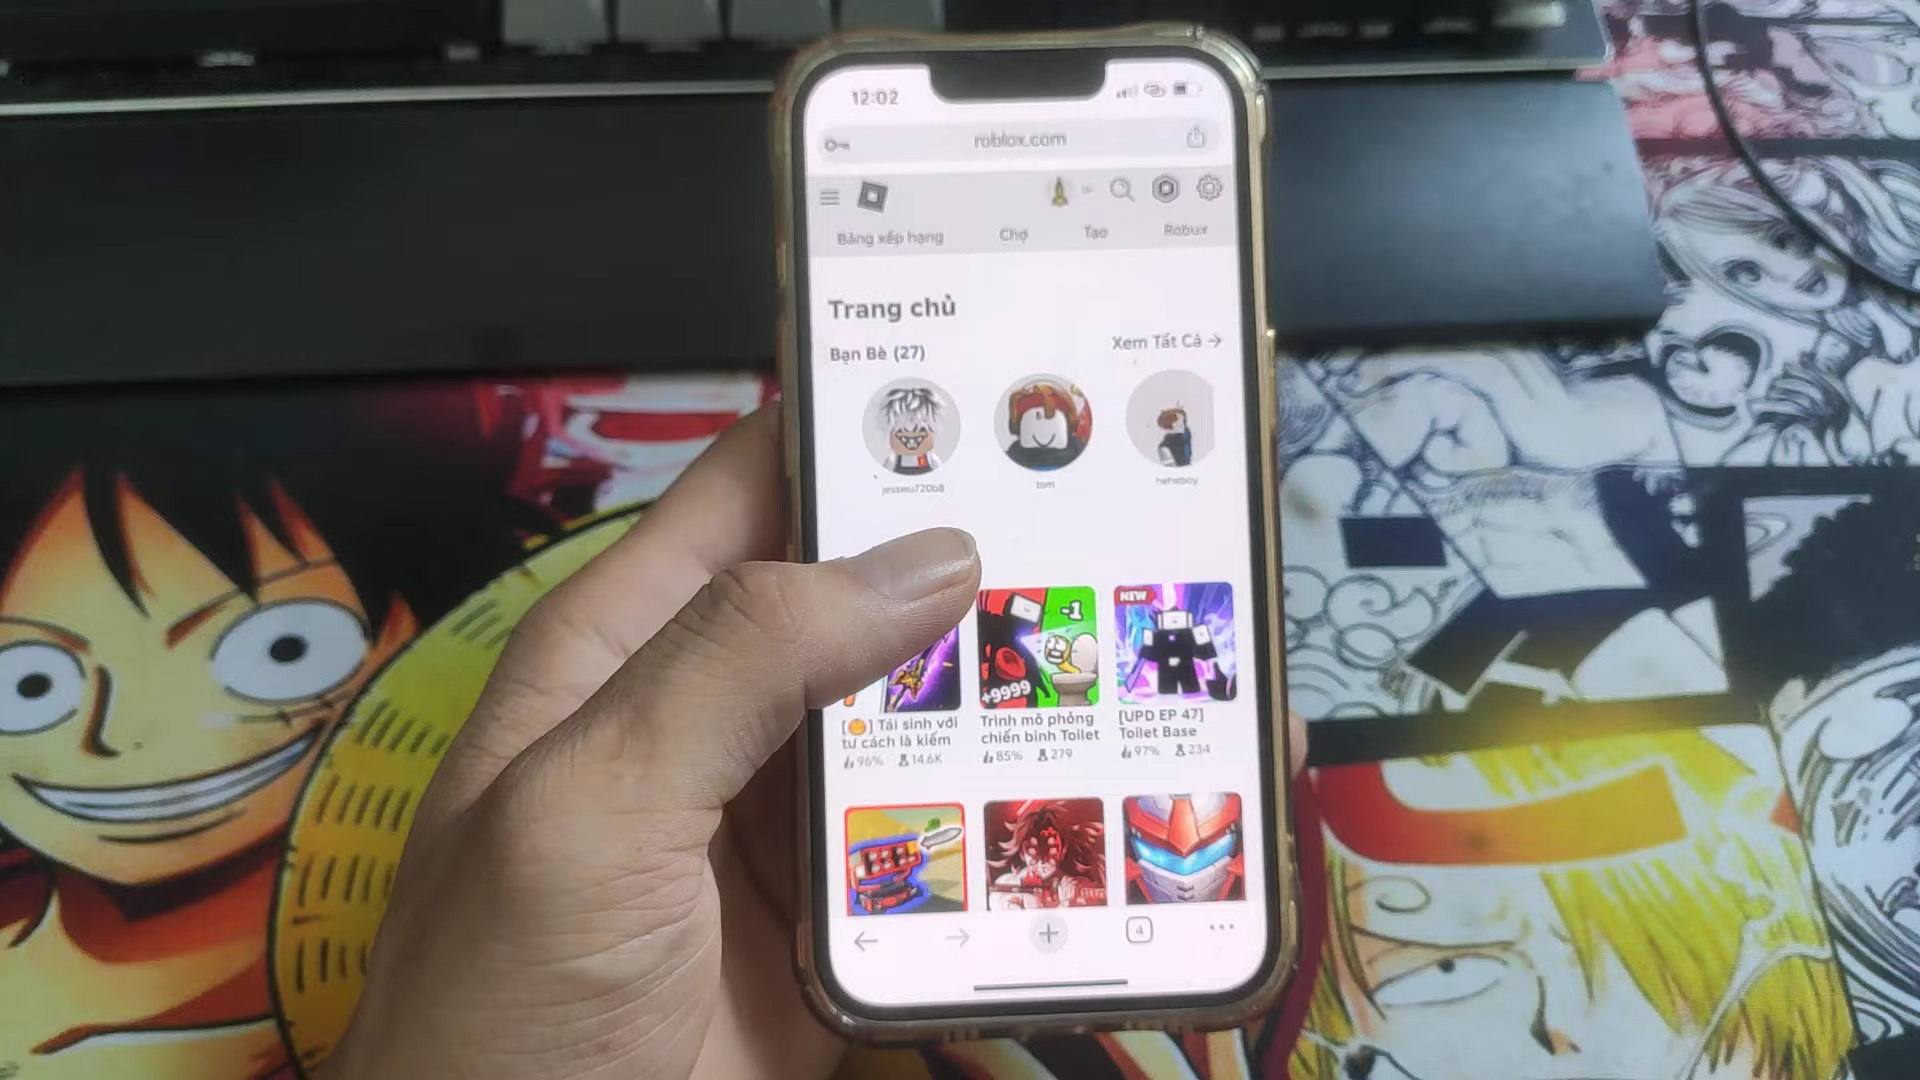 12:02
roblox.com
Bảng xếp hạng Chợ Tạo Robux
Trang chủ
Bạn Bè (27) Xem Tất Cả →
tom heheboy
-1 NEW
+9999
[🎃] Tái sinh với tư cách là kiếm
Trình mô phỏng chiến binh Toilet
[UPD EP 47] Toilet Base
96% 14.6K
85% 279
97% 234
4